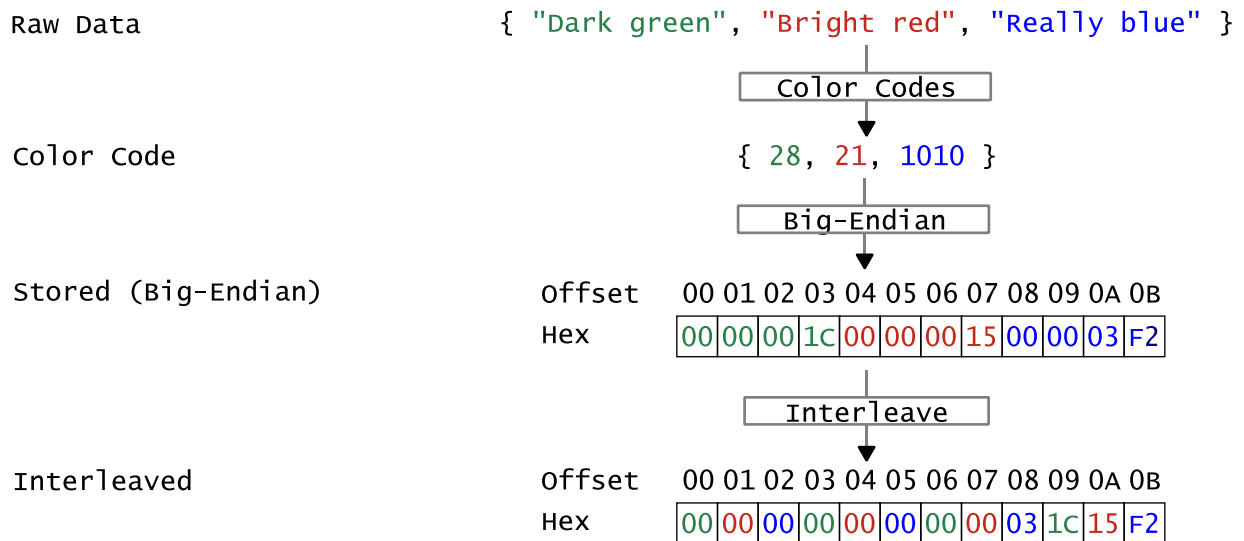 Raw Data { "Dark green", "Bright red", "Really blue" }
Color Codes
Color Code { 28, 21, 1010 }
Big-Endian
Stored (Big-Endian) Offset 00 01 02 03 04 05 06 07 08 09 0A 0B
Hex 00 00 00 1C 00 00 00 15 00 00 03 F2
Interleave
Interleaved Offset 00 01 02 03 04 05 06 07 08 09 0A 0B
Hex 00 00 00 00 00 00 00 00 03 1C 15 F2